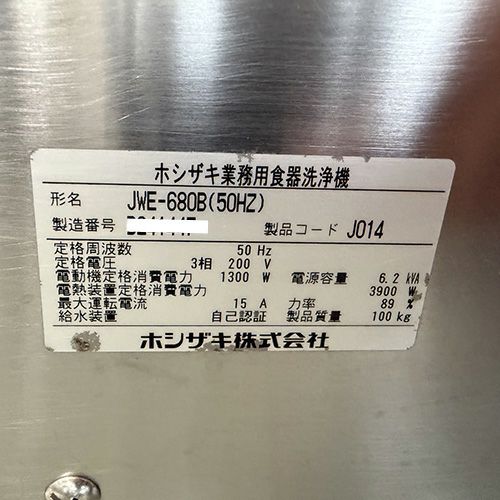 ホシザキ業務用食器洗浄機
形名 JWE-680B(50HZ)
製造番号 製品コード J014
定格周波数 50 Hz
定格電圧 3相 200 V
電動機定格消費電力 1300 W 電源容量 6.2 kVA
電熱装置定格消費電力 3900 W
最大運転電流 15 A 力率 89 %
給水装置 自己認証 製品質量 100 kg
ホシザキ株式会社